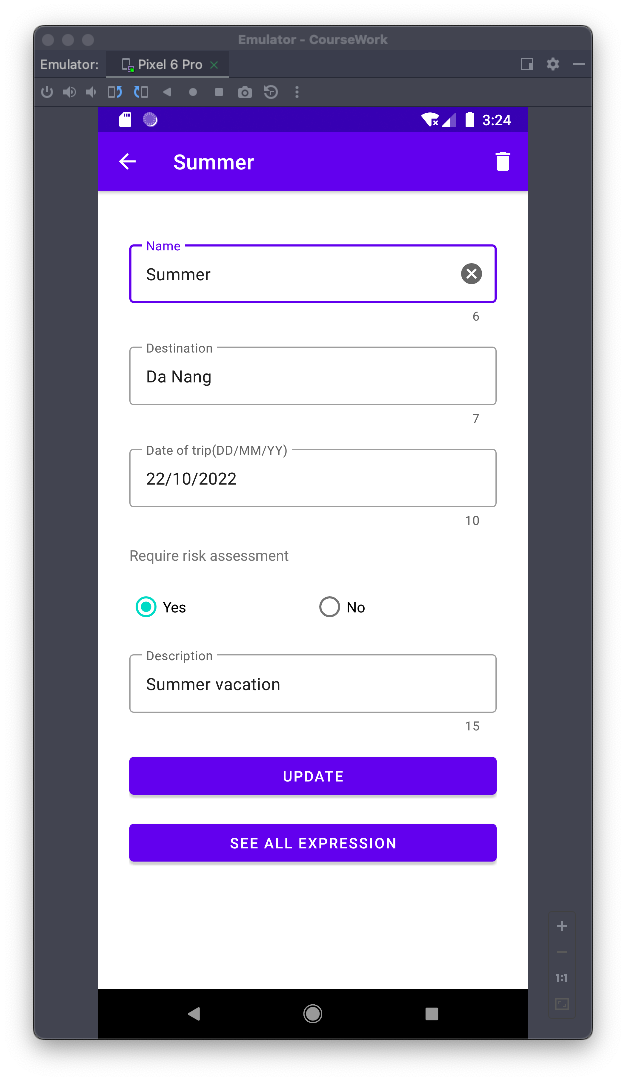 Emulator - CourseWork
Emulator: Pixel 6 Pro
3:24
Summer
Name
Summer
6
Destination
Da Nang
7
Date of trip(DD/MM/YY)
22/10/2022
10
Require risk assessment
Yes No
Description
Summer vacation
15
UPDATE
SEE ALL EXPRESSION
1:1